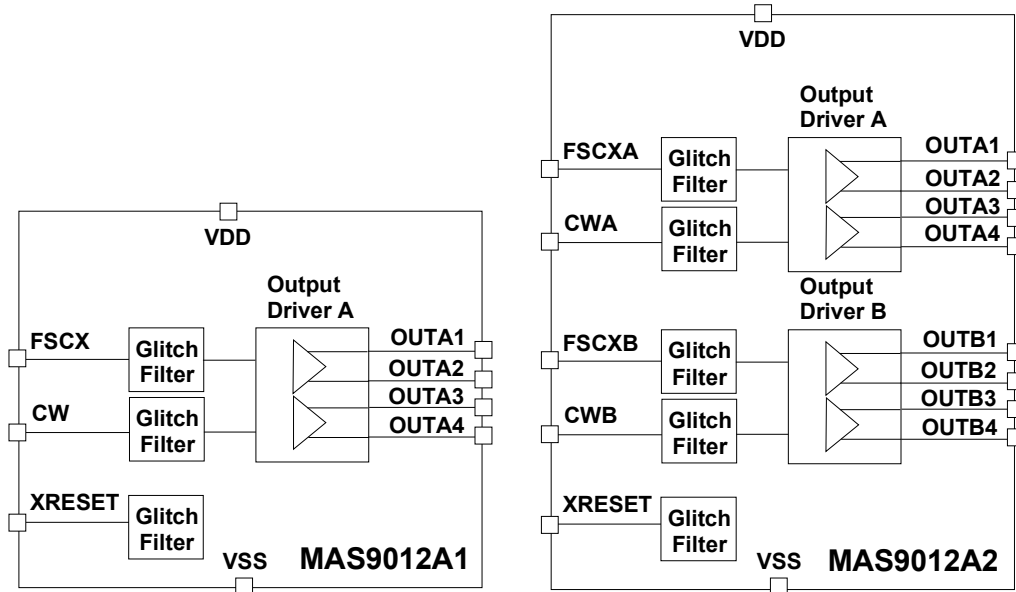 VDD
Output
Driver A
FSCX
Glitch
Filter
OUTA1
OUTA2
CW
Glitch
Filter
OUTA3
OUTA4
XRESET
Glitch
Filter
VSS
MAS9012A1
VDD
Output
Driver A
FSCXA
Glitch
Filter
OUTA1
OUTA2
CWA
Glitch
Filter
OUTA3
OUTA4
Output
Driver B
FSCXB
Glitch
Filter
OUTB1
OUTB2
CWB
Glitch
Filter
OUTB3
OUTB4
XRESET
Glitch
Filter
VSS
MAS9012A2